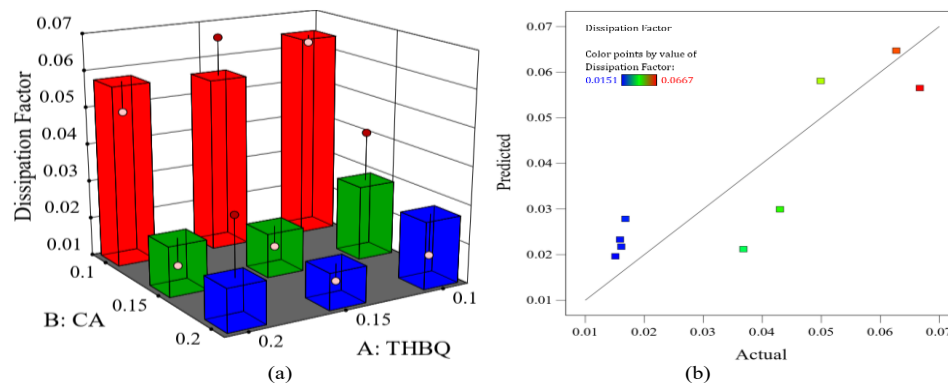 0.07
0.06
0.05
0.04
0.03
0.02
0.01
Dissipation Factor
0.1
0.15
0.2
B: CA
0.2
0.15
0.1
A: THBQ
(a)
Dissipation Factor
Color points by value of
Dissipation Factor:
0.0151 0.0667
0.07
0.06
0.05
0.04
0.03
0.02
0.01
Predicted
0.01 0.02 0.03 0.04 0.05 0.06 0.07
Actual
(b)